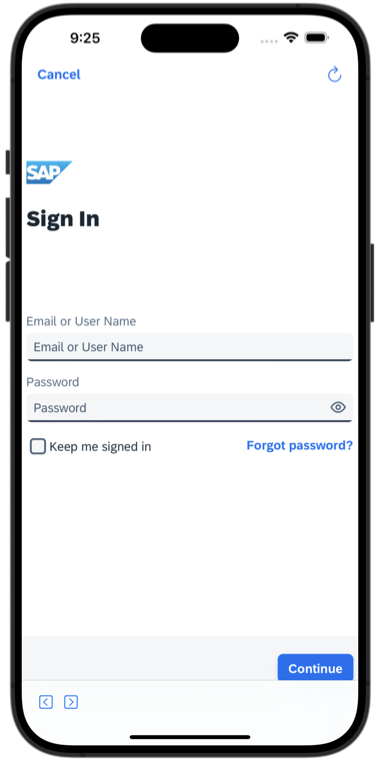 9:25
Cancel
SAP
Sign In
Email or User Name
Email or User Name
Password
Password
Keep me signed in Forgot password?
Continue